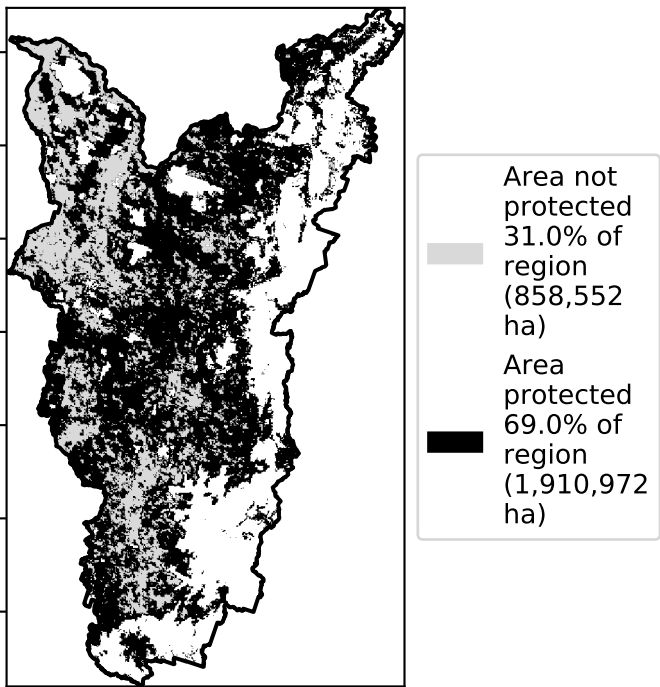 Area not
protected
31.0% of
region
(858,552
ha)
Area
protected
69.0% of
region
(1,910,972
ha)